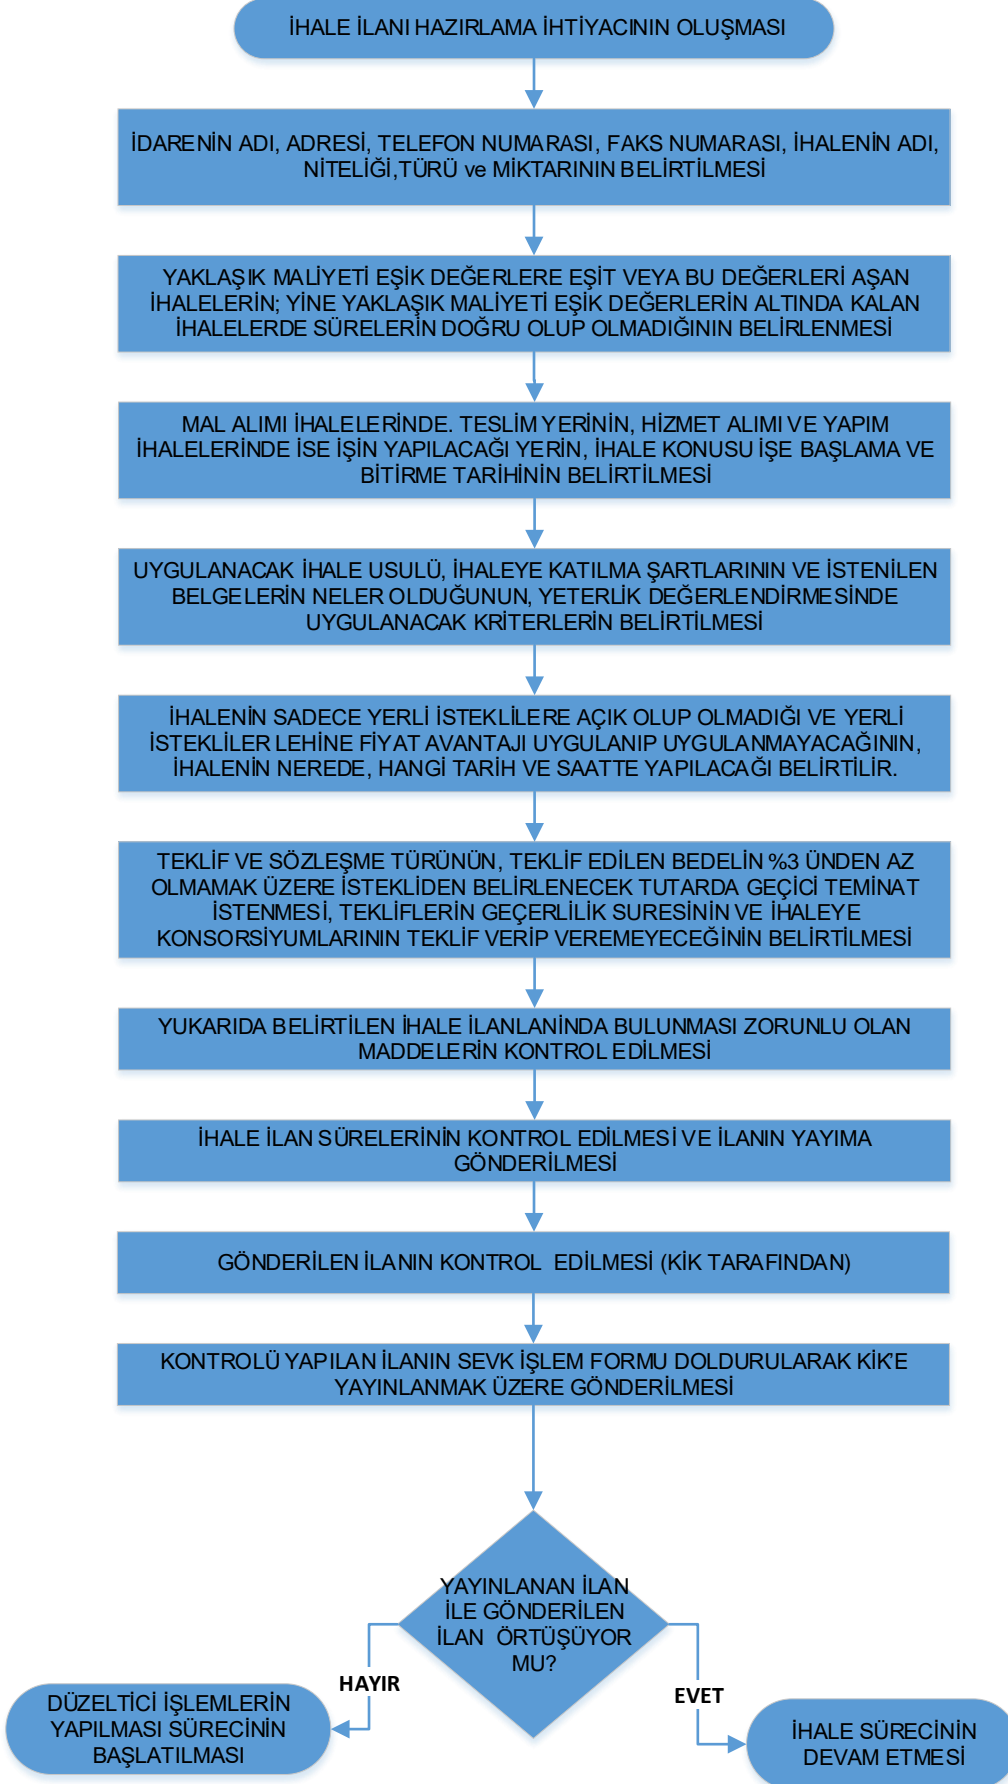 İHALE İLANI HAZIRLAMA İHTİYACININ OLUŞMASI
İDARENİN ADI, ADRESİ, TELEFON NUMARASI, FAKS NUMARASI, İHALENİN ADI,
NİTELİĞİ,TÜRÜ ve MİKTARININ BELİRTİLMESİ
YAKLAŞIK MALİYETİ EŞİK DEĞERLERE EŞİT VEYA BU DEĞERLERİ AŞAN
İHALELERİN; YİNE YAKLAŞIK MALİYETİ EŞİK DEĞERLERİN ALTINDA KALAN
İHALELERDE SÜRELERİN DOĞRU OLUP OLMADIĞININ BELİRLENMESİ
MAL ALIMI İHALELERİNDE. TESLİM YERİNİN, HİZMET ALIMI VE YAPIM
İHALELERİNDE İSE İŞİN YAPILACAĞI YERİN, İHALE KONUSU İŞE BAŞLAMA VE
BİTİRME TARİHİNİN BELİRTİLMESİ
UYGULANACAK İHALE USULÜ, İHALEYE KATILMA ŞARTLARININ VE İSTENİLEN
BELGELERİN NELER OLDUĞUNUN, YETERLİK DEĞERLENDİRMESİNDE
UYGULANACAK KRİTERLERİN BELİRTİLMESİ
İHALENİN SADECE YERLİ İSTEKLİLERE AÇIK OLUP OLMADIĞI VE YERLİ
İSTEKLİLER LEHİNE FİYAT AVANTAJI UYGULANIP UYGULANMAYACAĞININ,
İHALENİN NEREDE, HANGİ TARİH VE SAATTE YAPILACAĞI BELİRTİLİR.
TEKLİF VE SÖZLEŞME TÜRÜNÜN, TEKLİF EDİLEN BEDELİN %3 ÜNDEN AZ
OLMAMAK ÜZERE İSTEKLİDEN BELİRLENECEK TUTARDA GEÇİCİ TEMİNAT
İSTENMESİ, TEKLİFLERİN GEÇERLİLİK SURESİNİN VE İHALEYE
KONSORSİYUMLARININ TEKLİF VERİP VEREMEYECEĞİNİN BELİRTİLMESİ
YUKARIDA BELİRTİLEN İHALE İLANLANİNDA BULUNMASI ZORUNLU OLAN
MADDELERİN KONTROL EDİLMESİ
İHALE İLAN SÜRELERİNİN KONTROL EDİLMESİ VE İLANIN YAYIMA
GÖNDERİLMESİ
GÖNDERİLEN İLANIN KONTROL EDİLMESİ (KİK TARAFINDAN)
KONTROLÜ YAPILAN İLANIN SEVK İŞLEM FORMU DOLDURULARAK KİK'E
YAYINLANMAK ÜZERE GÖNDERİLMESİ
YAYINLANAN İLAN
İLE GÖNDERİLEN
İLAN ÖRTÜŞÜYOR
MU?
HAYIR
EVET
DÜZELTİCİ İŞLEMLERİN
YAPILMASI SÜRECİNİN
BAŞLATILMASI
İHALE SÜRECİNİN
DEVAM ETMESİ